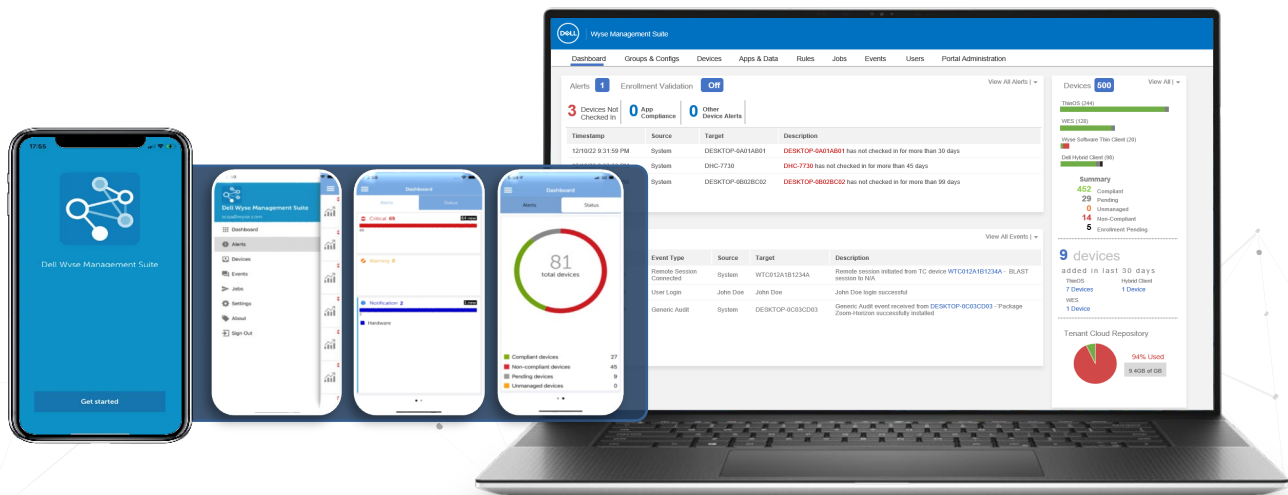 17:55
Dell Wyse Management Suite
Get started
Dell Wyse Management Suite
Dashboard
Alerts
Devices
Events
Jobs
Settings
About
Sign Out
Dashboard
Alerts Status
Critical 69
Warning 0
Notification 2
Hardware
Dashboard
Alerts Status
81
total devices
Compliant devices 27
Non-compliant devices 45
Pending devices 9
Unmanaged devices 0
DELL Wyse Management Suite
Dashboard Groups & Configs Devices Apps & Data Rules Jobs Events Users Portal Administration
Alerts 1 Enrollment Validation Off View All Alerts |
3 Devices Not Checked In 0 App Compliance 0 Other Device Alerts
Timestamp Source Target Description
12/10/22 9:31:59 PM System DESKTOP-0A01AB01 DESKTOP-0A01AB01 has not checked in for more than 30 days
System DHC-7730 DHC-7730 has not checked in for more than 45 days
System DESKTOP-0B02BC02 DESKTOP-0B02BC02 has not checked in for more than 99 days
View All Events |
Event Type Source Target Description
Remote Session Connected System WTC012A1B1234A Remote session initiated from TC device WTC012A1B1234A - BLAST session to N/A
User Login John Doe John Doe John Doe login successful
Generic Audit System DESKTOP-0C03CD03 Generic Audit event received from DESKTOP-0C03CD03 -'Package Zoom-Horizon successfully installed
Devices 500 View All |
ThinOS (244)
WES (128)
Wyse Software Thin Client (20)
Dell Hybrid Client (98)
Summary
452 Compliant
29 Pending
0 Unmanaged
14 Non-Compliant
5 Enrollment Pending
9 devices
added in last 30 days
ThinOS Hybrid Client
7 Devices 1 Device
WES
1 Device
Tenant Cloud Repository
94% Used
9.4GB of GB